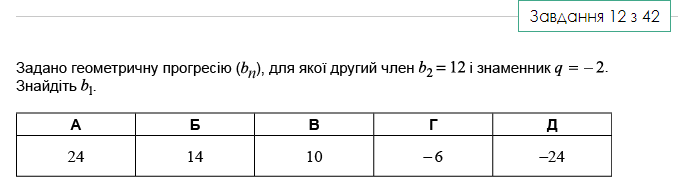 Завдання 12 з 42
Задано геометричну прогресію (bₙ), для якої другий член b₂ = 12 і знаменник q = −2.
Знайдіть b₁.
А Б В Г Д
24 14 10 −6 −24